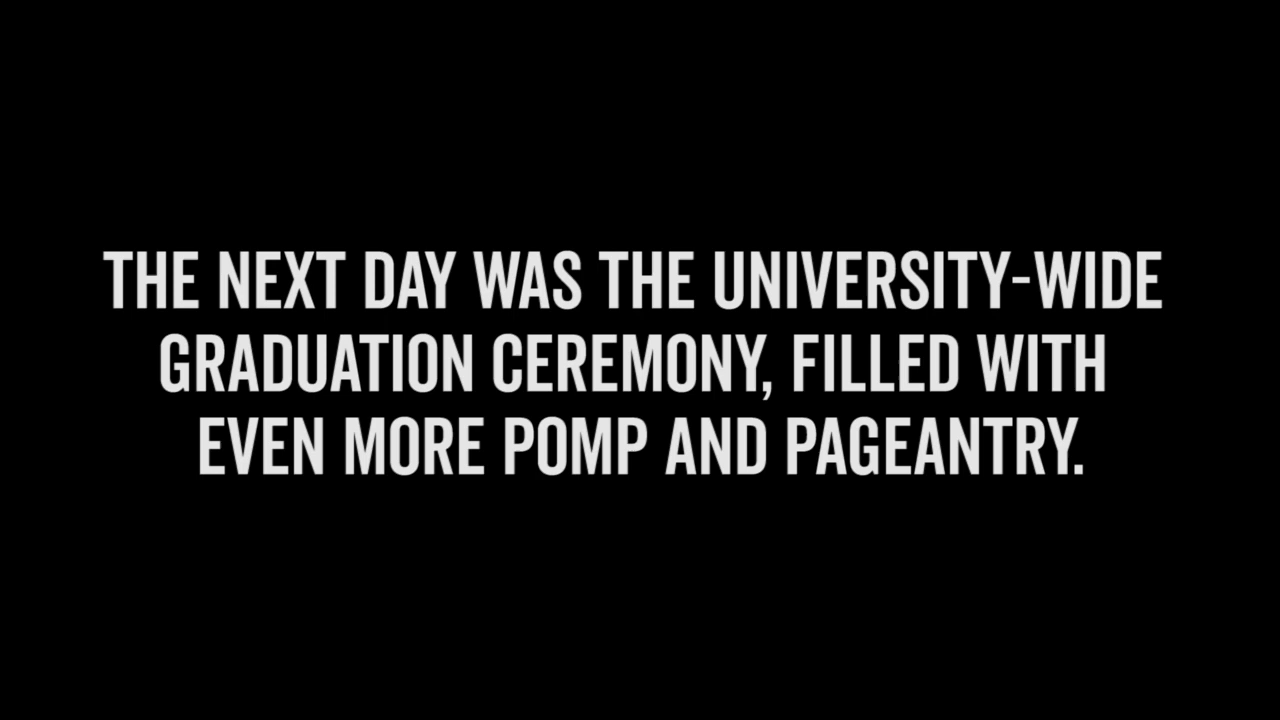 THE NEXT DAY WAS THE UNIVERSITY-WIDE
GRADUATION CEREMONY, FILLED WITH
EVEN MORE POMP AND PAGEANTRY.